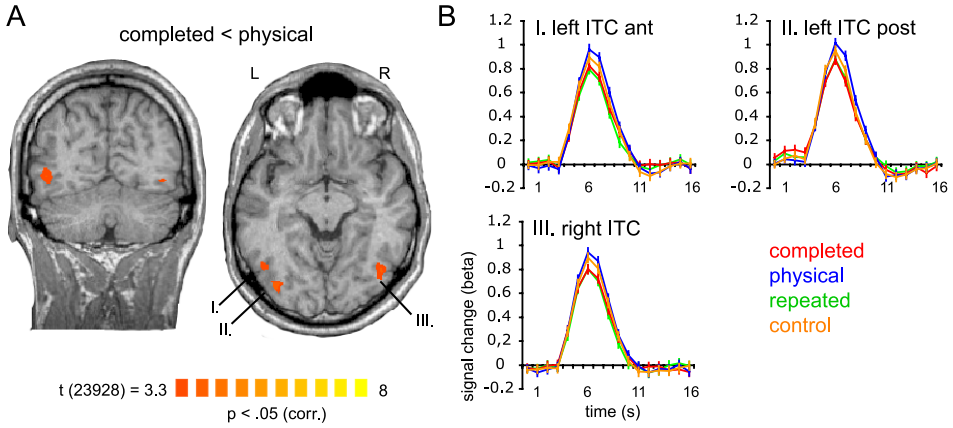 A
completed < physical
L
R
I.
II.
III.
t (23928) = 3.3
8
p < .05 (corr.)
B
I. left ITC ant
1.2
1
0.8
0.6
0.4
0.2
0
-0.2
1
6
11
16
II. left ITC post
1.2
1
0.8
0.6
0.4
0.2
0
-0.2
1
6
11
16
III. right ITC
signal change (beta)
1.2
1
0.8
0.6
0.4
0.2
0
-0.2
1
6
11
16
time (s)
completed
physical
repeated
control